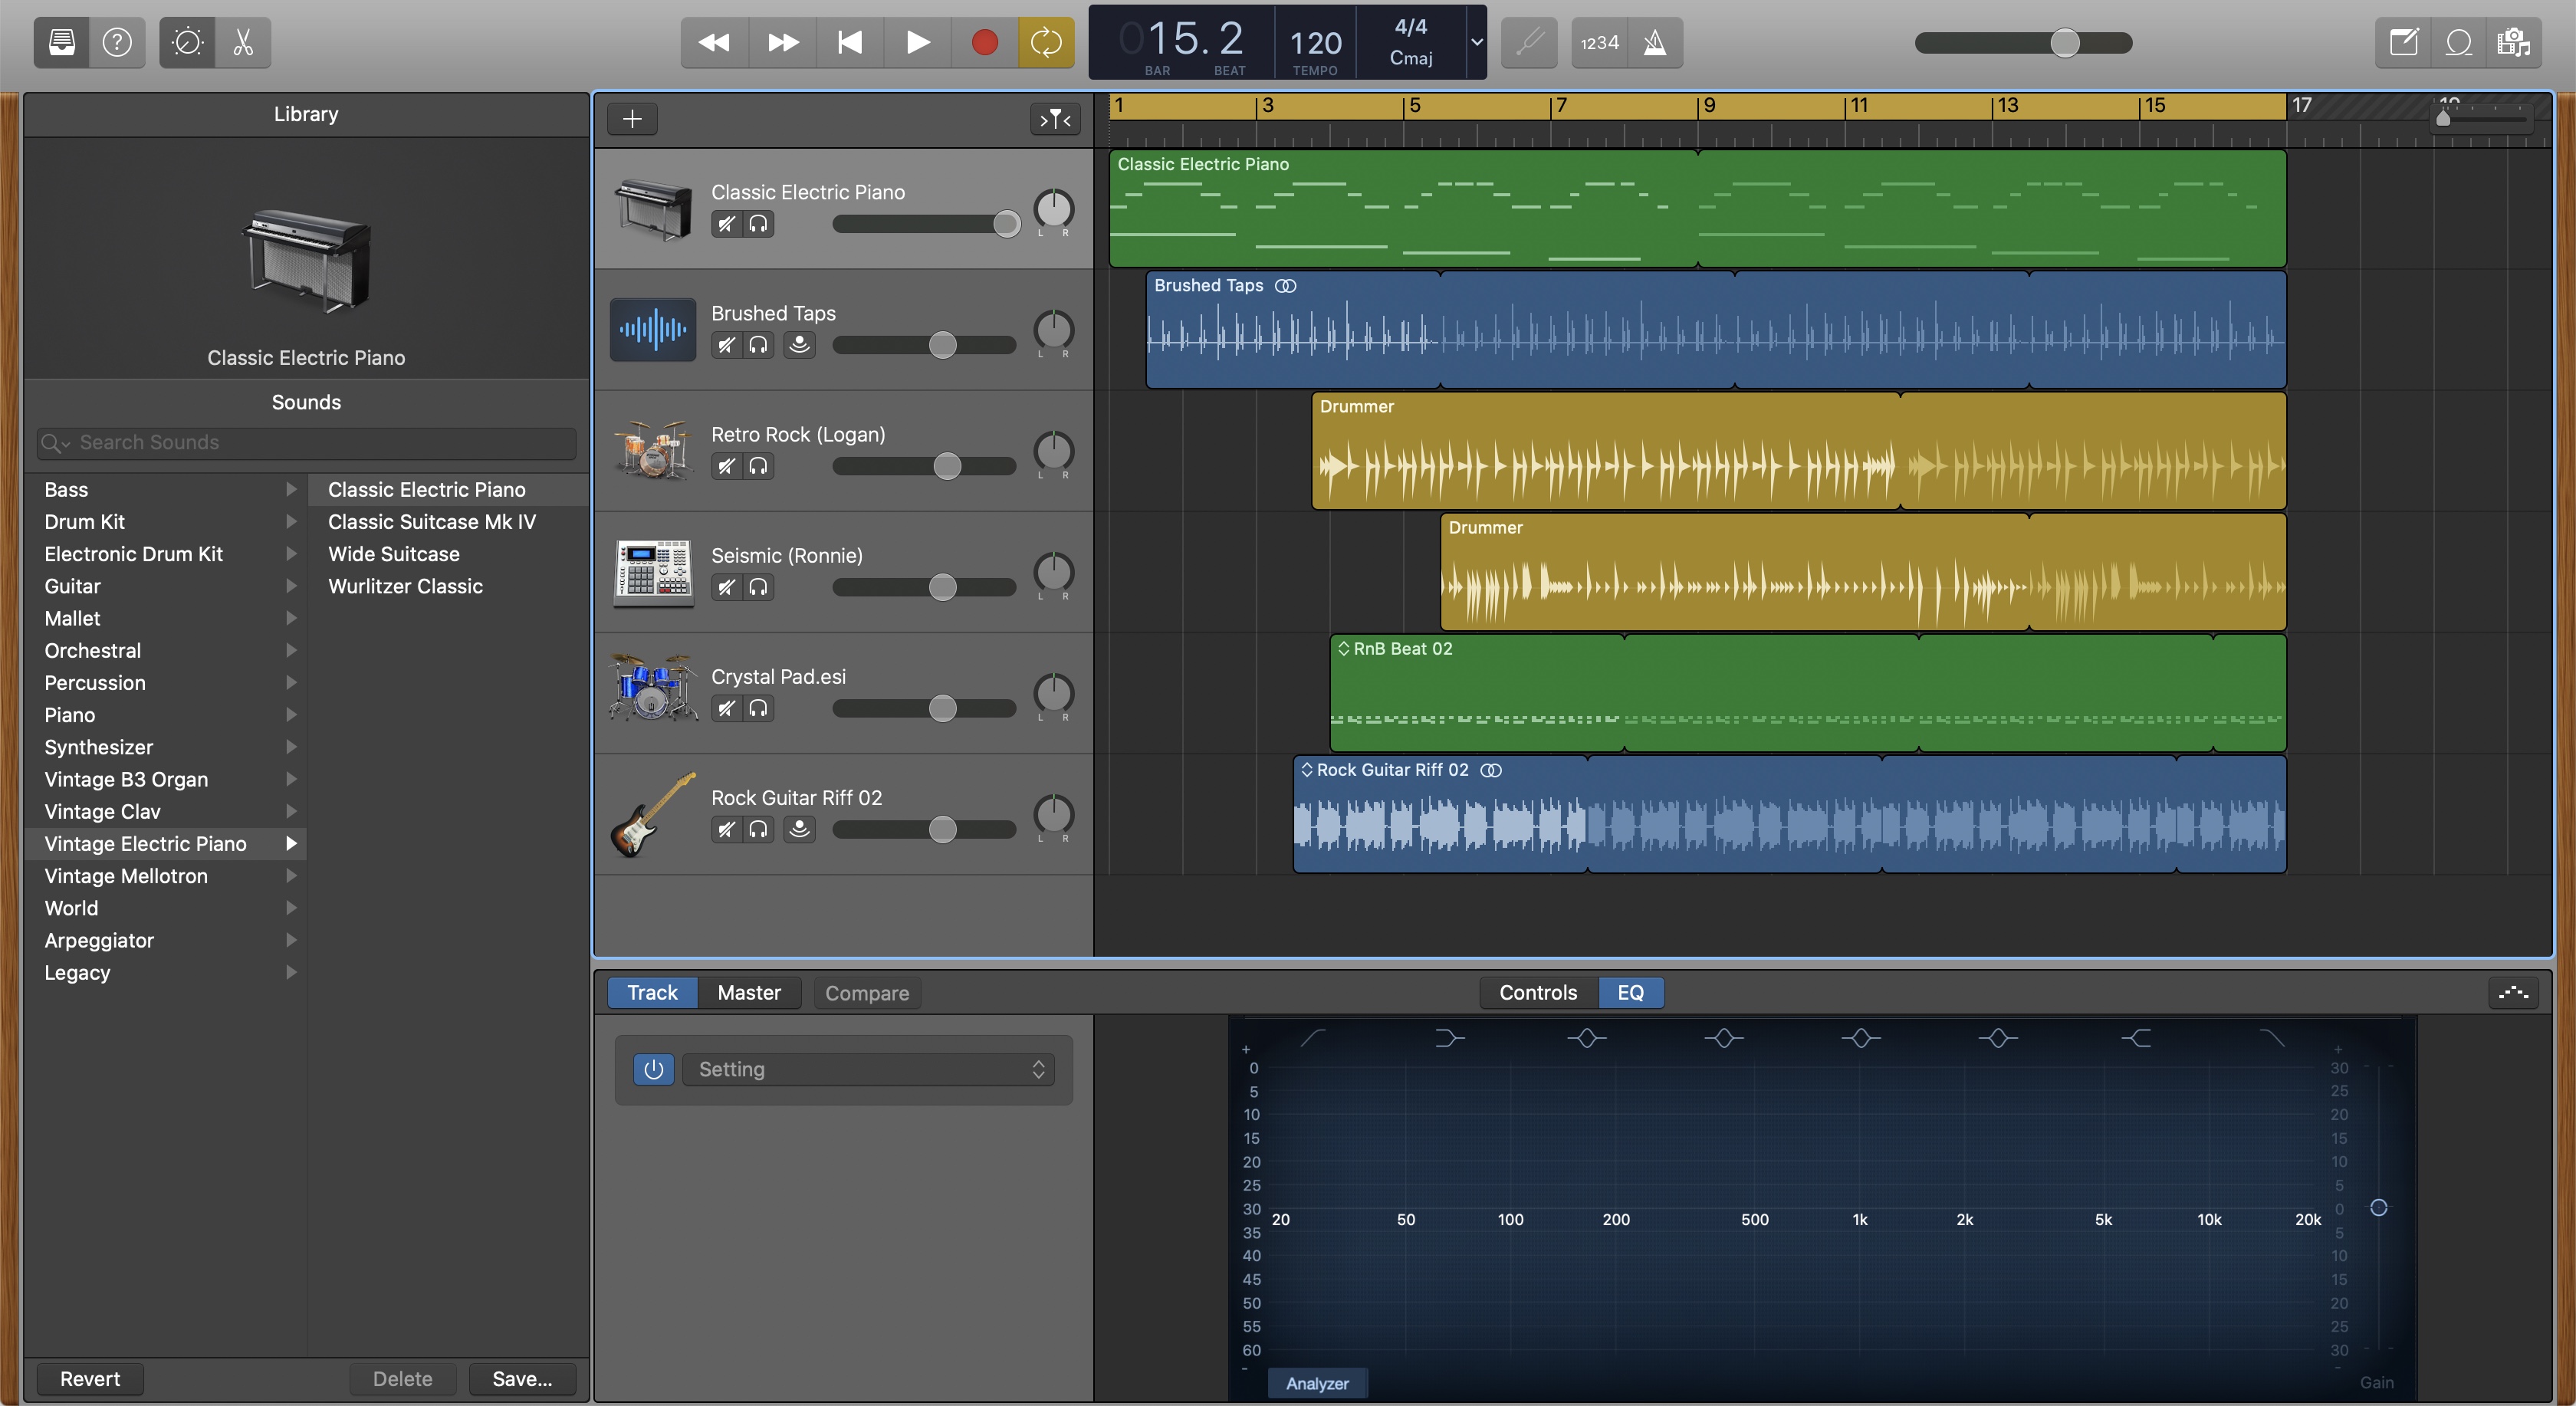 015.2
BAR
BEAT
120
TEMPO
4/4
Cmaj
1234
Library
Classic Electric Piano
Sounds
Search Sounds
Bass
Drum Kit
Electronic Drum Kit
Guitar
Mallet
Orchestral
Percussion
Piano
Synthesizer
Vintage B3 Organ
Vintage Clav
Vintage Electric Piano
Vintage Mellotron
World
Arpeggiator
Legacy
Classic Electric Piano
Classic Suitcase Mk IV
Wide Suitcase
Wurlitzer Classic
Revert
Delete
Save...
1 3 5 7 9 11 13 15 17
Classic Electric Piano
L R
Brushed Taps
L R
Retro Rock (Logan)
L R
Seismic (Ronnie)
L R
Crystal Pad.esi
L R
Rock Guitar Riff 02
L R
Classic Electric Piano
Brushed Taps
Drummer
Drummer
RnB Beat 02
Rock Guitar Riff 02
Track Master Compare
Controls EQ
Setting
+
0
5
10
15
20
25
30
35
40
45
50
55
60
-
20 50 100 200 500 1k 2k 5k 10k 20k
+
30
25
20
15
10
5
0
5
10
15
20
25
30
-
Analyzer
Gain